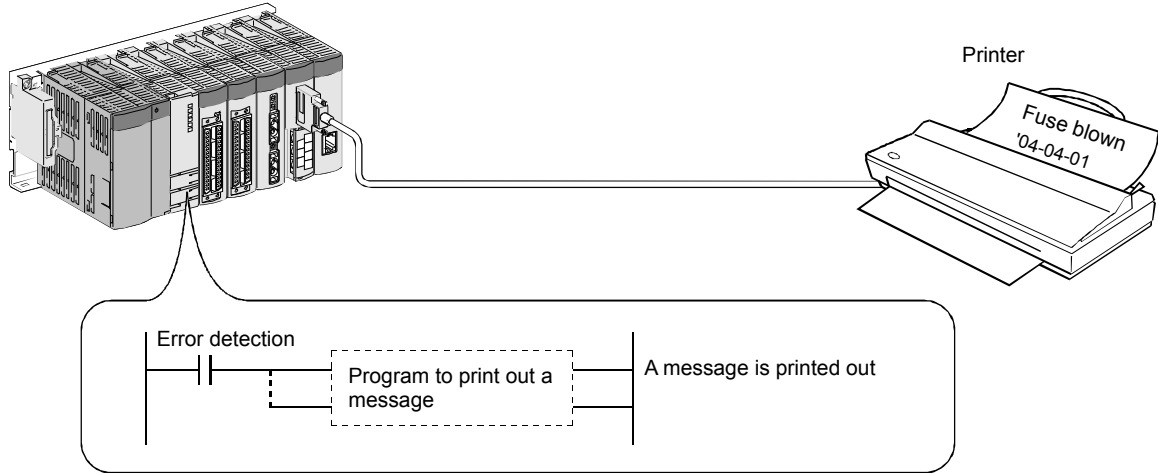 Printer
Fuse blown
'04-04-01
Error detection
Program to print out a
message
A message is printed out